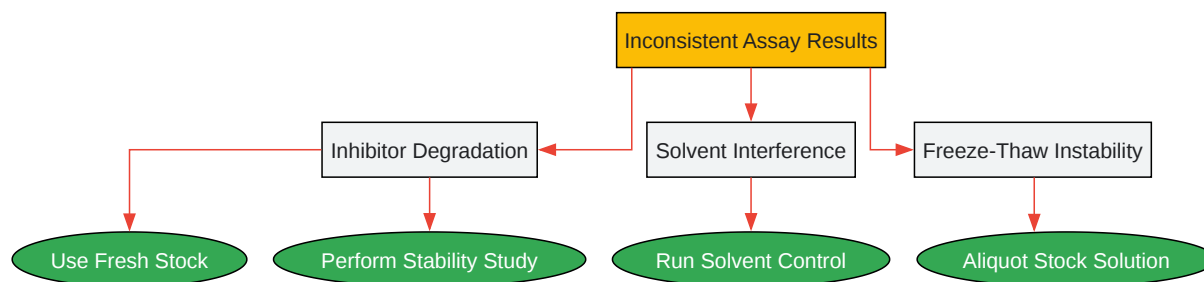 Inconsistent Assay Results
Inhibitor Degradation
Solvent Interference
Freeze-Thaw Instability
Use Fresh Stock
Perform Stability Study
Run Solvent Control
Aliquot Stock Solution